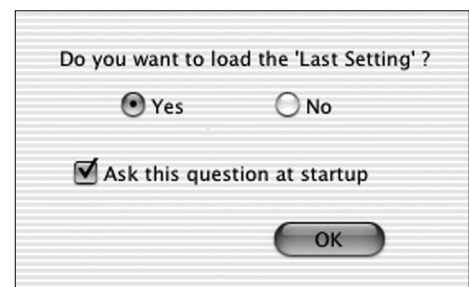 Do you want to load the 'Last Setting' ?
Yes No
Ask this question at startup
OK